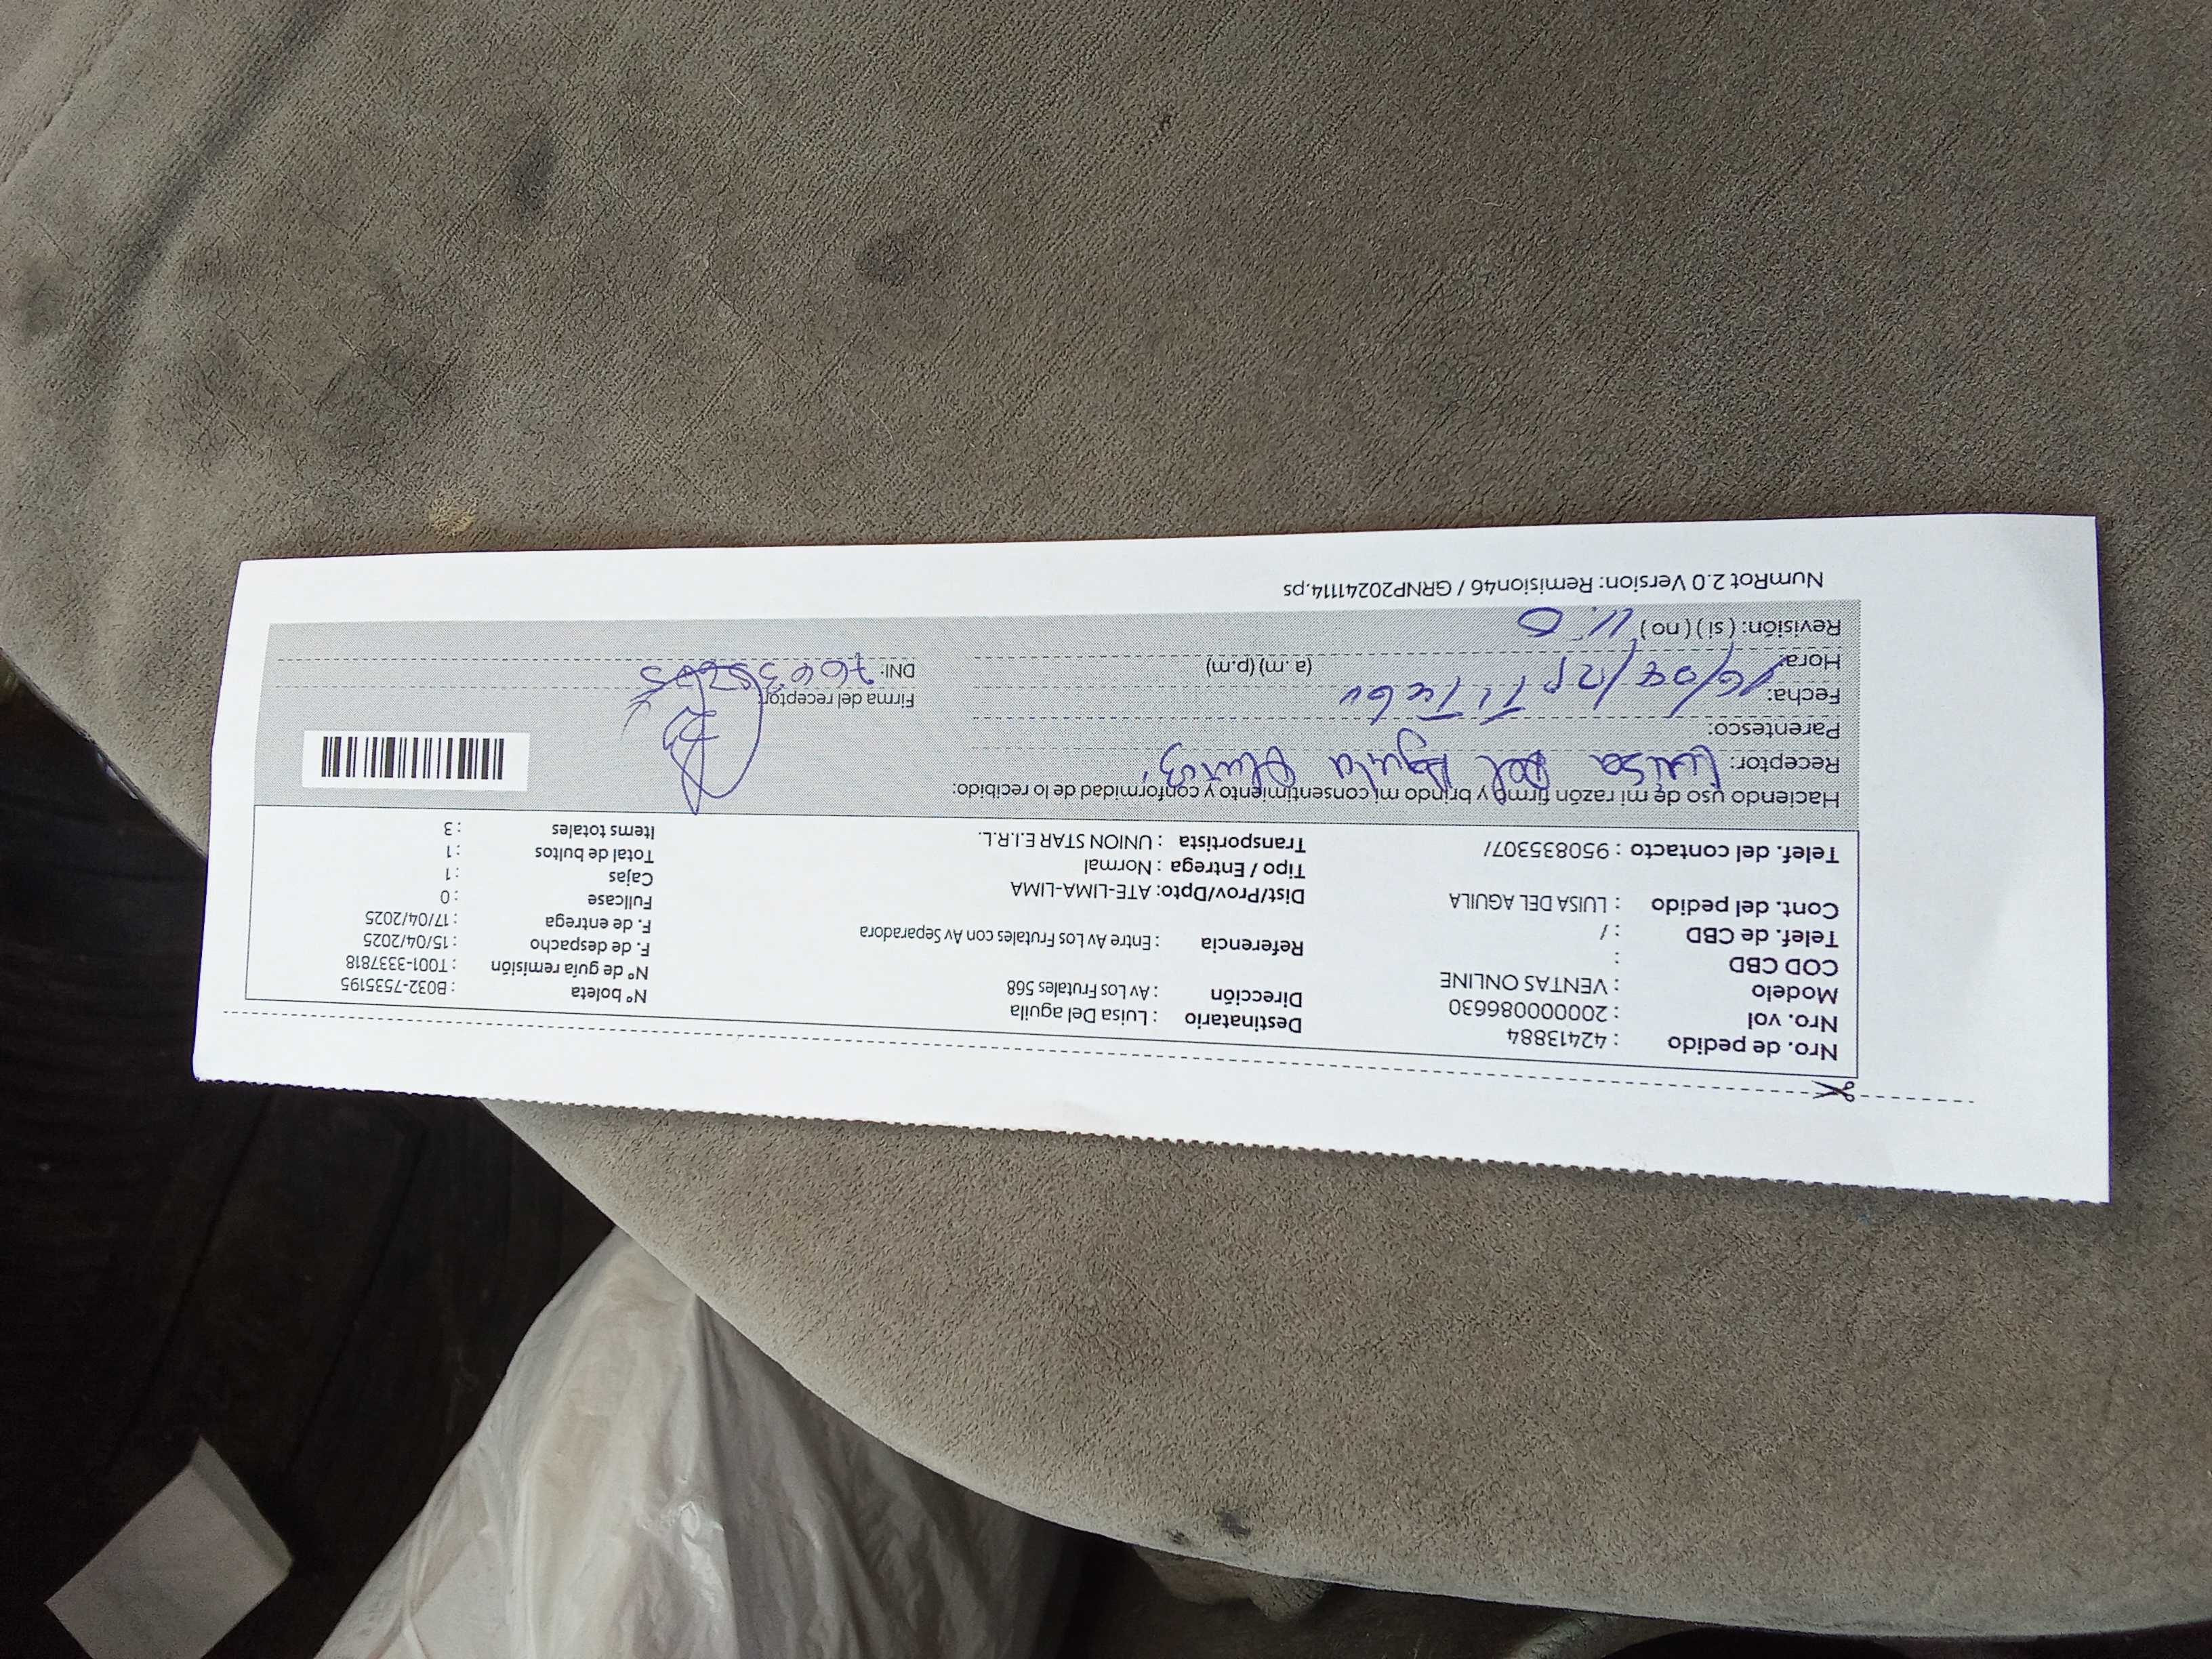 Nro. de pedido : 42413884
Nro. vol : 20000000086630
Modelo : VENTAS ONLINE
COD CBD :
Telef. de CBD : /
Cont. del pedido : LUISA DEL AGUILA
Telef. del contacto : 950835307/
Destinatario : Luisa Del aguila
Dirección : Av Los Frutales 568
Referencia : Entre Av Los Frutales con Av Separadora
Dist/Prov/Dpto: ATE-LIMA-LIMA
Tipo / Entrega : Normal
Transportista : UNION STAR E.I.R.L.
N° boleta : B032-7535195
N° de guía remisión : T001-3337818
F. de despacho : 15/04/2025
F. de entrega : 17/04/2025
Fullcase : 0
Cajas : 1
Total de bultos : 1
Items totales : 3
Haciendo uso de mi razón firmo y brindo mi consentimiento y conformidad de lo recibido:
Receptor: Luisa Del Aguila
Parentesco:
Fecha: Titular
Hora: 16/04/ (a. m) (p.m)
Revisión: ( si ) ( no )
Firma del receptor:
DNI:
NumRot 2.0 Version: Remision46 / GRNP20241114.ps